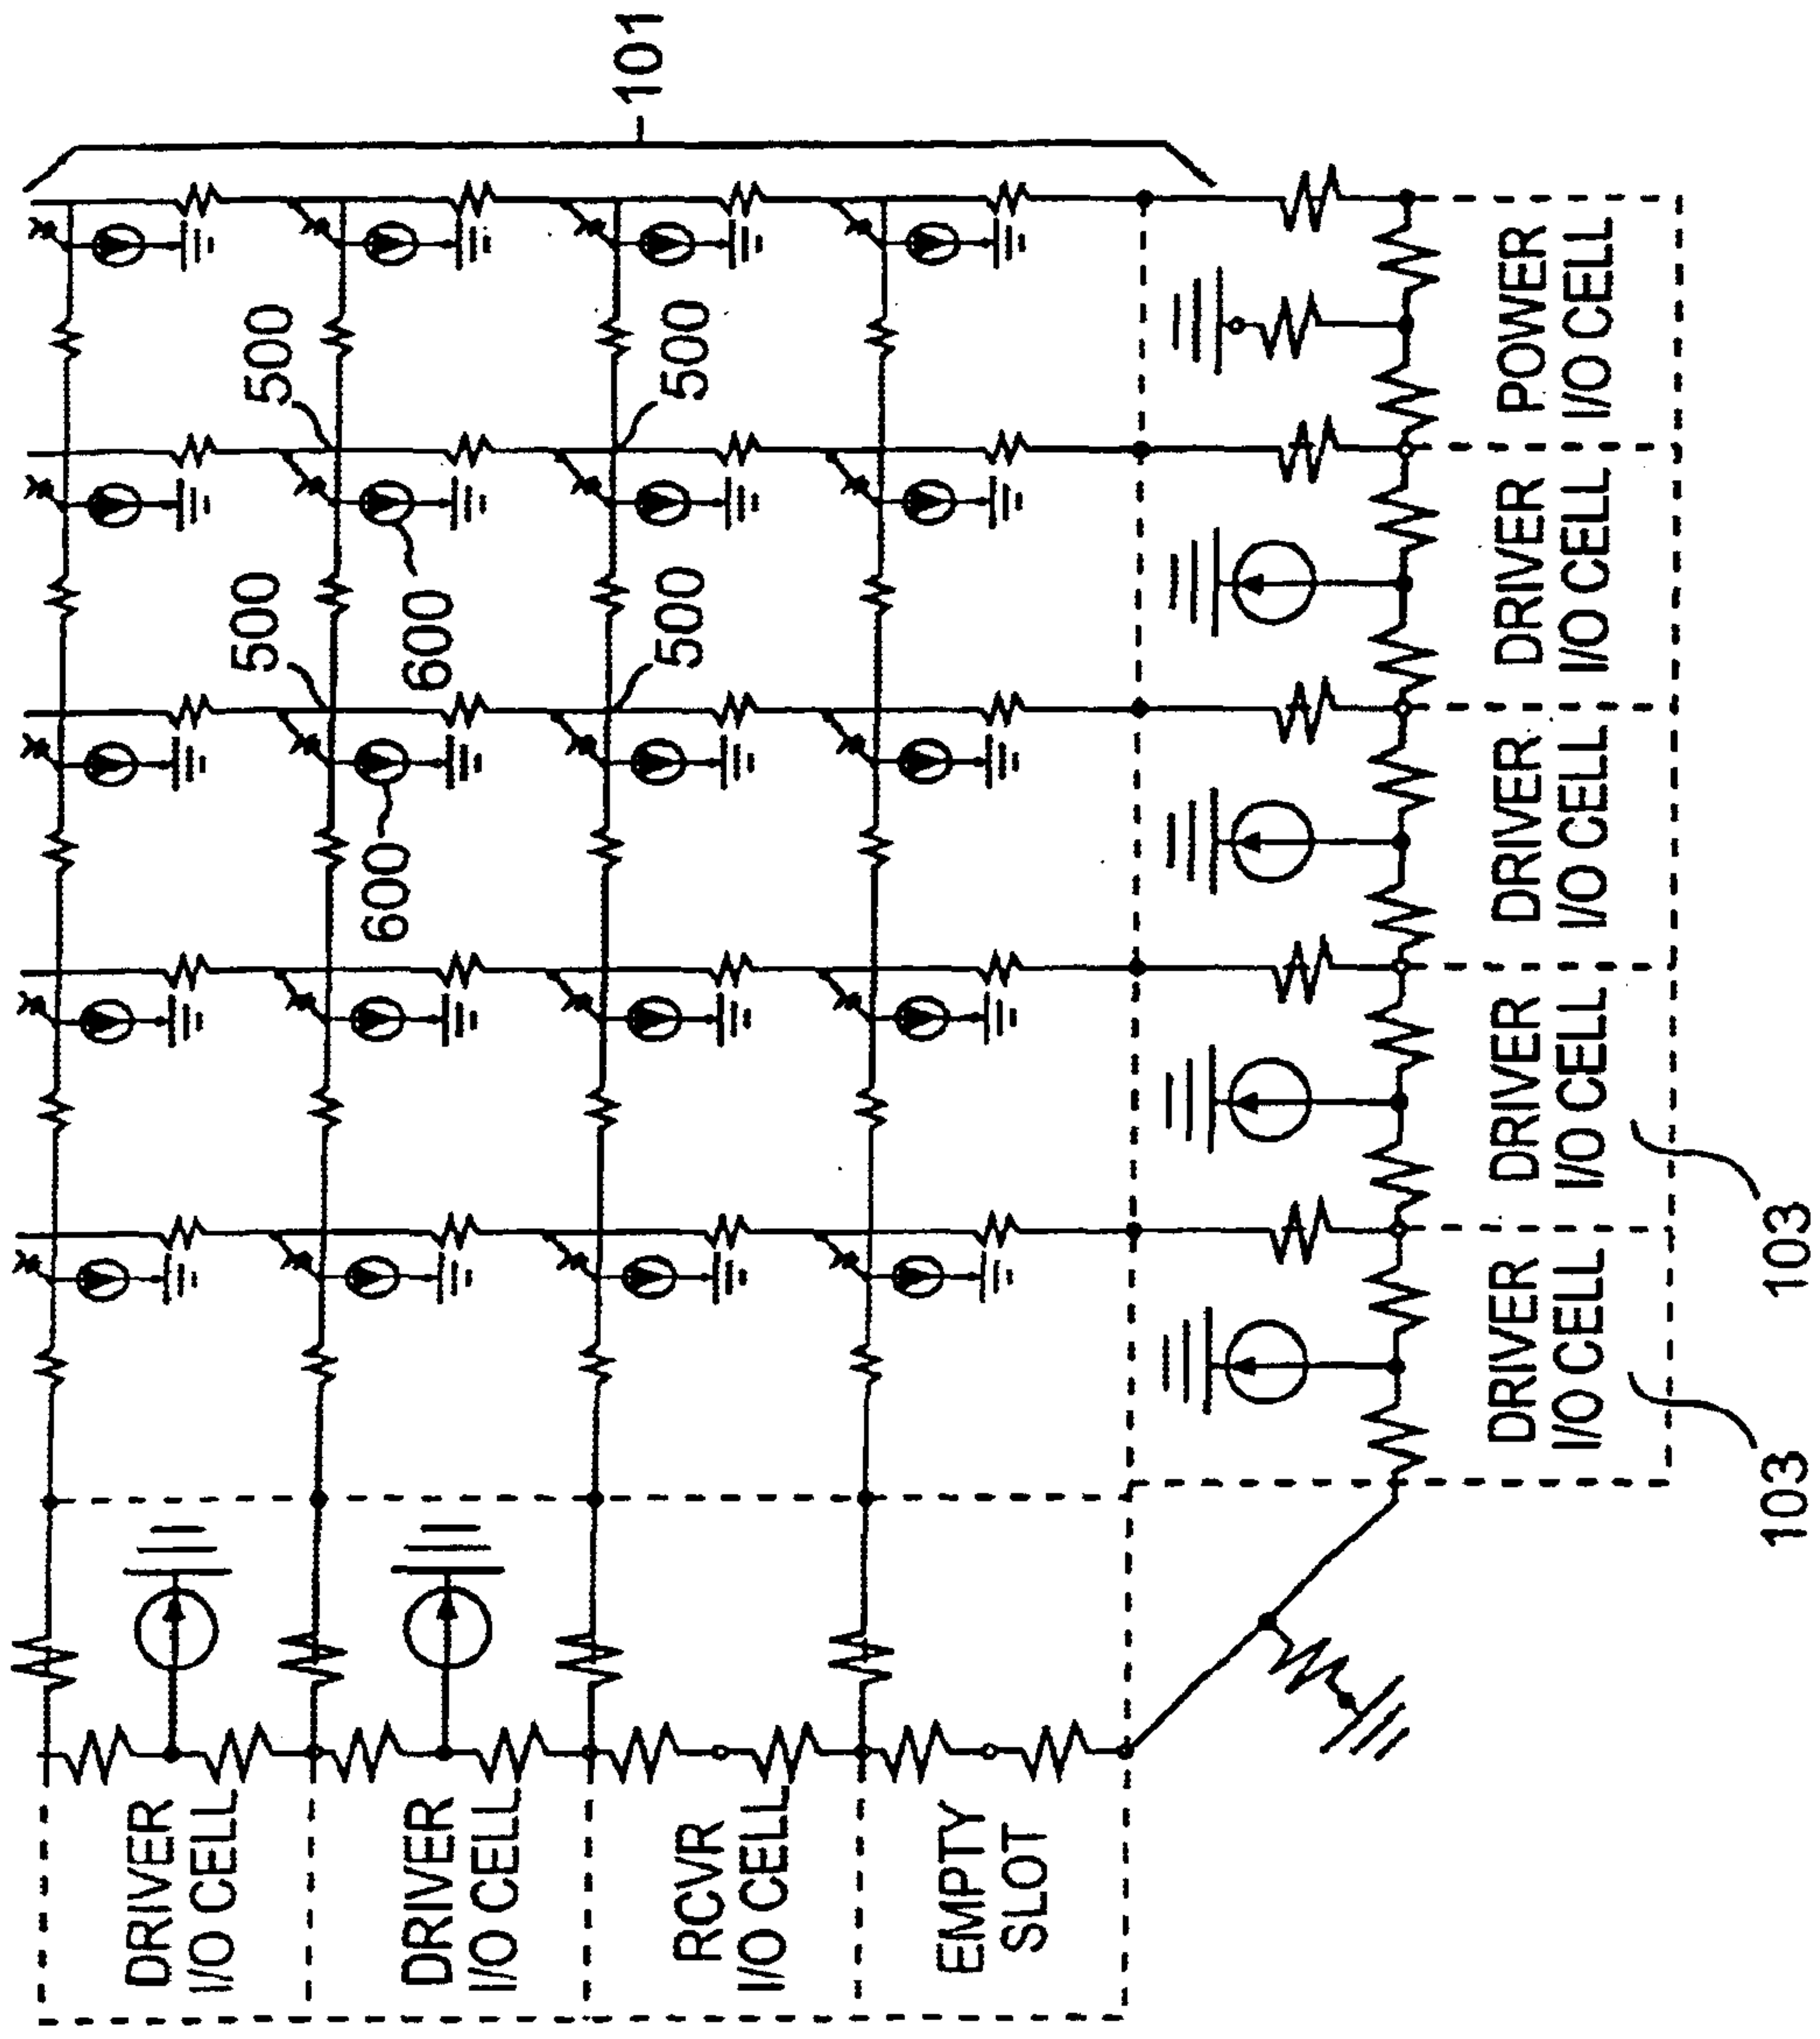 101
500
500
500
500
600
600
DRIVER
I/O CELL
DRIVER
I/O CELL
RCVR
I/O CELL
EMPTY
SLOT
DRIVER
I/O CELL
DRIVER
I/O CELL
DRIVER
I/O CELL
DRIVER
I/O CELL
POWER
I/O CELL
103
103